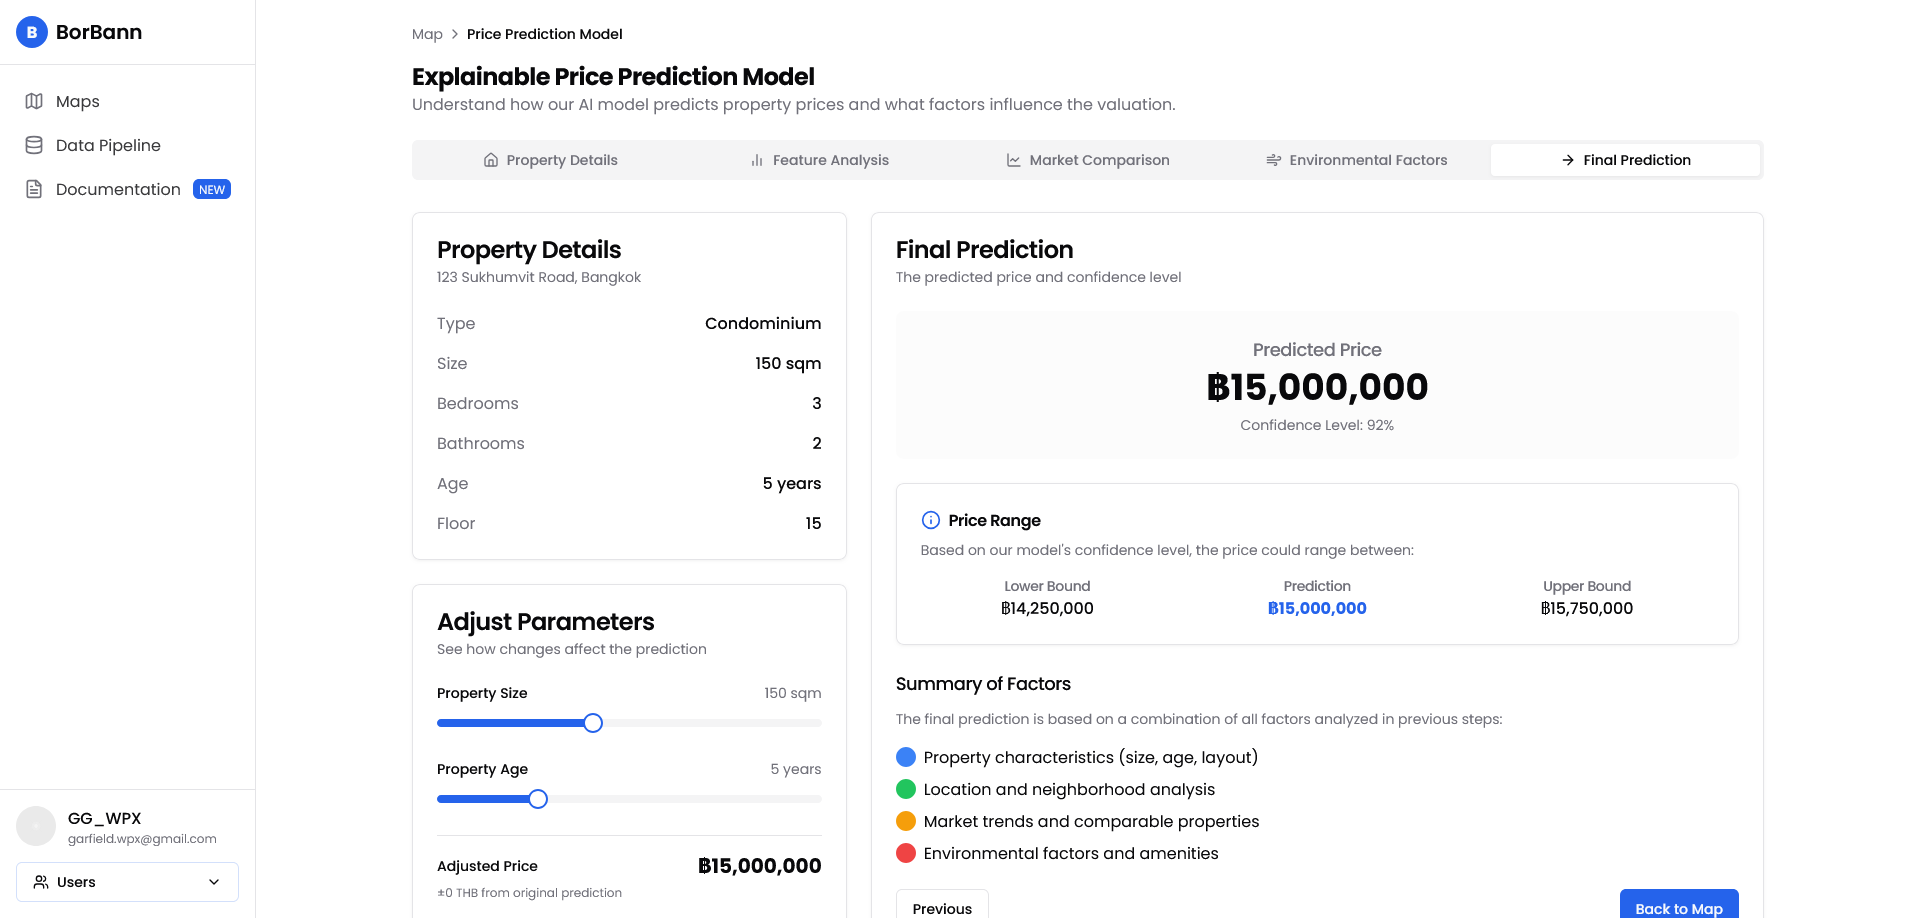 B BorBann
Maps
Data Pipeline
Documentation NEW
GG_WPX
garfield.wpx@gmail.com
Users
Map > Price Prediction Model
Explainable Price Prediction Model
Understand how our AI model predicts property prices and what factors influence the valuation.
Property Details Feature Analysis Market Comparison Environmental Factors Final Prediction
Property Details
123 Sukhumvit Road, Bangkok
Type Condominium
Size 150 sqm
Bedrooms 3
Bathrooms 2
Age 5 years
Floor 15
Adjust Parameters
See how changes affect the prediction
Property Size 150 sqm
Property Age 5 years
Adjusted Price ฿15,000,000
±0 THB from original prediction
Final Prediction
The predicted price and confidence level
Predicted Price
฿15,000,000
Confidence Level: 92%
Price Range
Based on our model's confidence level, the price could range between:
Lower Bound Prediction Upper Bound
฿14,250,000 ฿15,000,000 ฿15,750,000
Summary of Factors
The final prediction is based on a combination of all factors analyzed in previous steps:
Property characteristics (size, age, layout)
Location and neighborhood analysis
Market trends and comparable properties
Environmental factors and amenities
Previous Back to Map